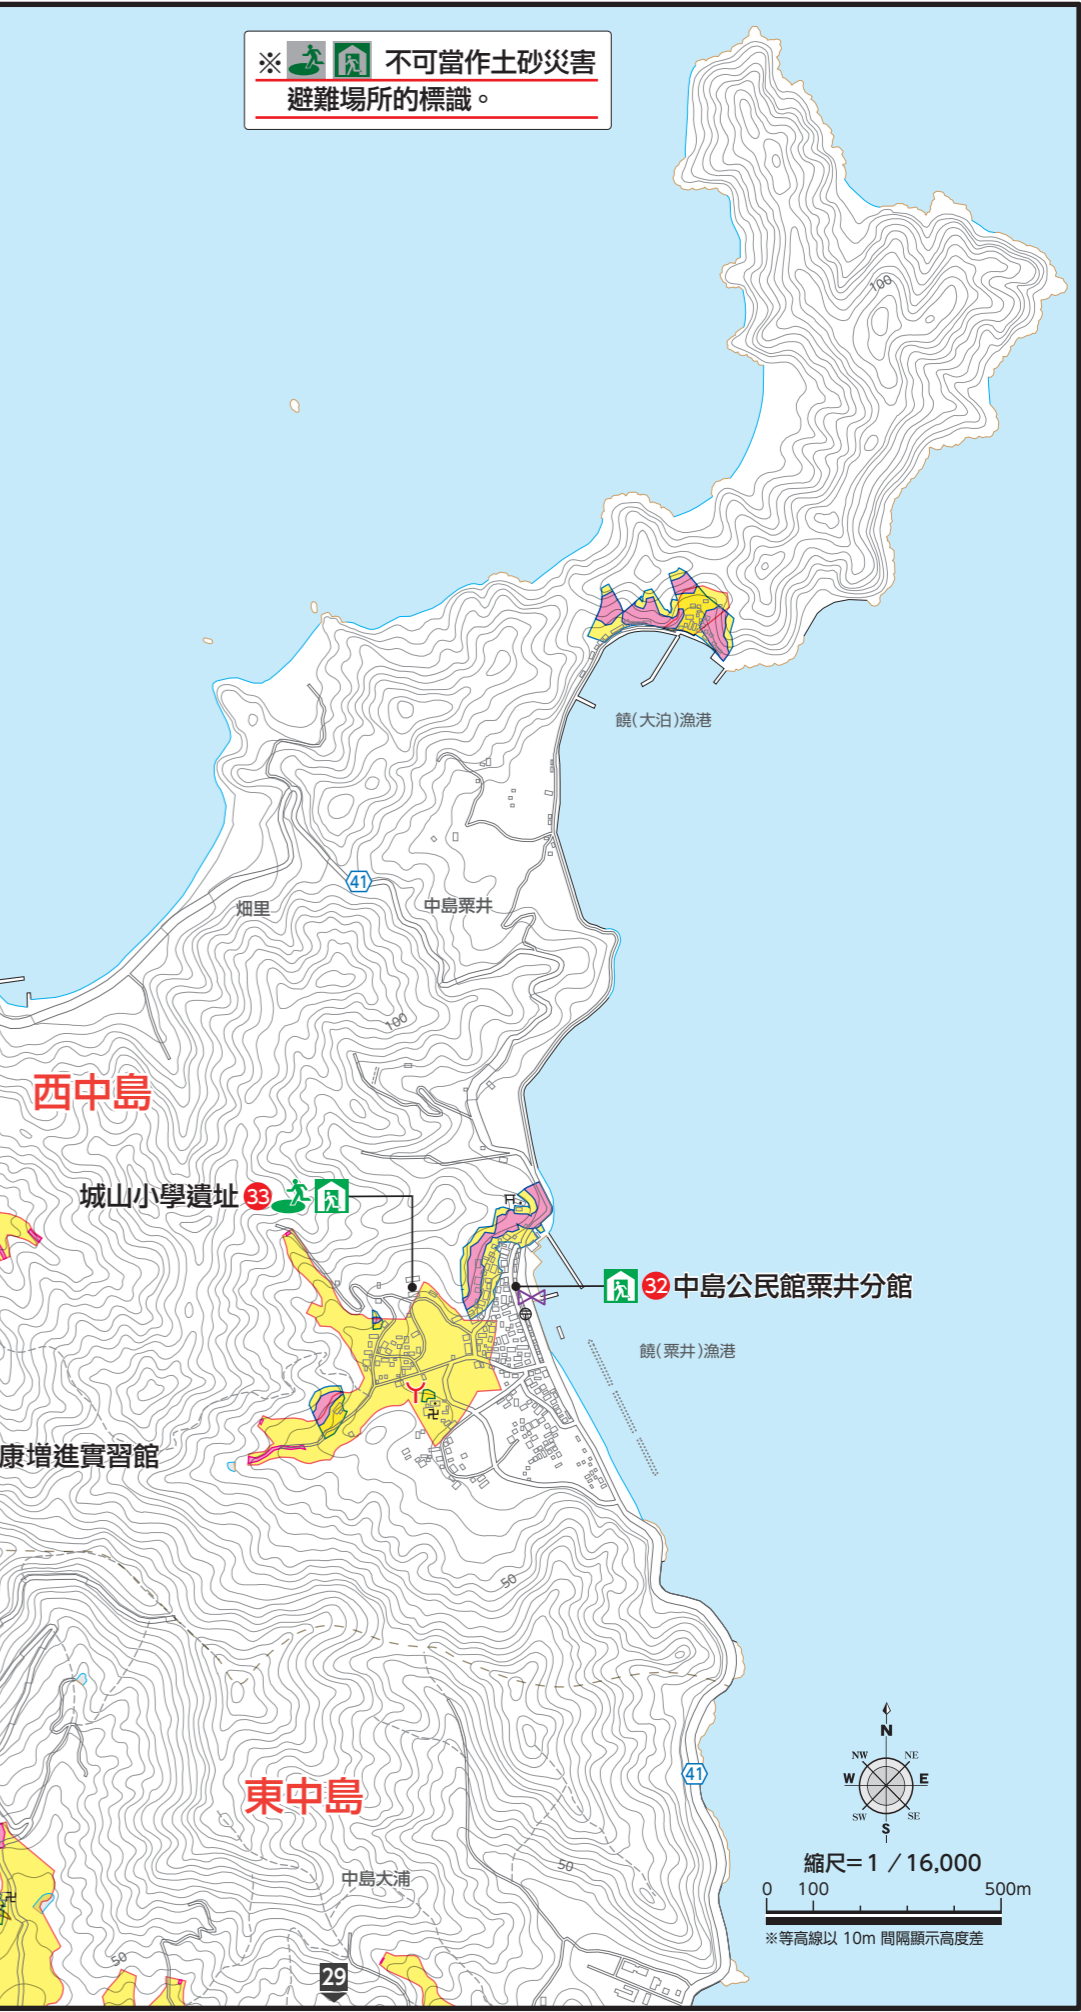 ※ 不可當作土砂災害
避難場所的標識。
100
饒(大泊)漁港
41
畑里
中島粟井
100
西中島
城山小學遺址 33
32 中島公民館粟井分館
饒(粟井)漁港
康增進實習館
50
41
東中島
中島大浦
50
50
29
N
NW NE
W E
SW SE
S
縮尺=1／16,000
0 100 500m
※等高線以 10m 間隔顯示高度差